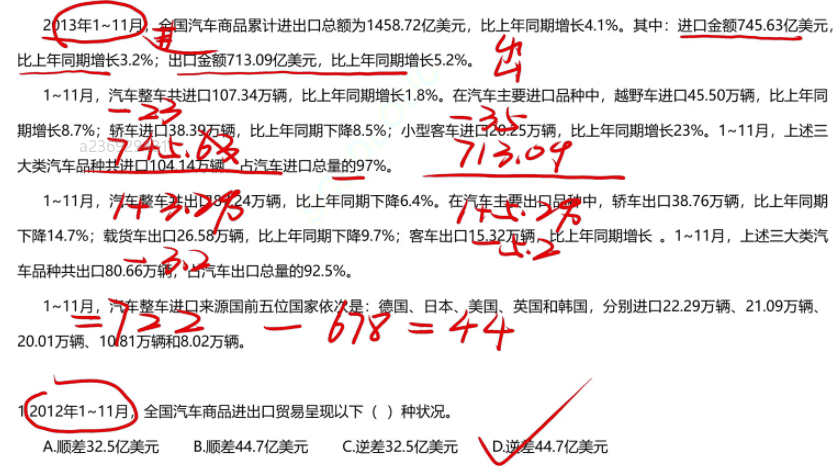 2013年1~11月，全国汽车商品累计进出口总额为1458.72亿美元，比上年同期增长4.1%。其中：进口金额745.63亿美元，
比上年同期增长3.2%；出口金额713.09亿美元，比上年同期增长5.2%。
出
1~11月，汽车整车共进口107.34万辆，比上年同期增长1.8%。在汽车主要进口品种中，越野车进口45.50万辆，比上年同
-23
-35
期增长8.7%；轿车进口38.39万辆，比上年同期下降8.5%；小型客车进口20.25万辆，比上年同期增长23%。1~11月，上述三
745.63
713.09
大类汽车品种共进口104.14万辆，占汽车进口总量的97%。
1~11月，汽车整车共出口87.24万辆，比上年同期下降6.4%。在汽车主要出口品种中，轿车出口38.76万辆，比上年同期
1+3.2%
1+5.2%
下降14.7%；载货车出口26.58万辆，比上年同期下降9.7%；客车出口15.32万辆，比上年同期增长 。1~11月，上述三大类汽
-3.2
-5.2
车品种共出口80.66万辆，占汽车出口总量的92.5%。
1~11月，汽车整车进口来源国前五位国家依次是：德国、日本、美国、英国和韩国，分别进口22.29万辆、21.09万辆、
=722 - 678 = 44
20.01万辆、10.81万辆和8.02万辆。
1.2012年1~11月，全国汽车商品进出口贸易呈现以下（ ）种状况。
A.顺差32.5亿美元 B.顺差44.7亿美元 C.逆差32.5亿美元 D.逆差44.7亿美元